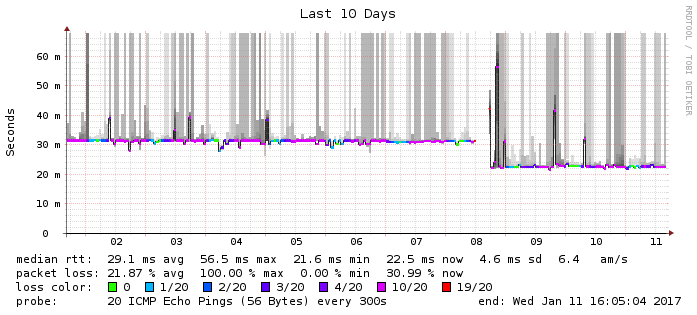 Last 10 Days
RRDTOOL / TOBI OETIKER
Seconds
60 m
50 m
40 m
30 m
20 m
10 m
0
02 03 04 05 06 07 08 09 10 11
median rtt: 29.1 ms avg 56.5 ms max 21.6 ms min 22.5 ms now 4.6 ms sd 6.4 am/s
packet loss: 21.87 % avg 100.00 % max 0.00 % min 30.99 % now
loss color: 0 1/20 2/20 3/20 4/20 10/20 19/20
probe: 20 ICMP Echo Pings (56 Bytes) every 300s end: Wed Jan 11 16:05:04 2017